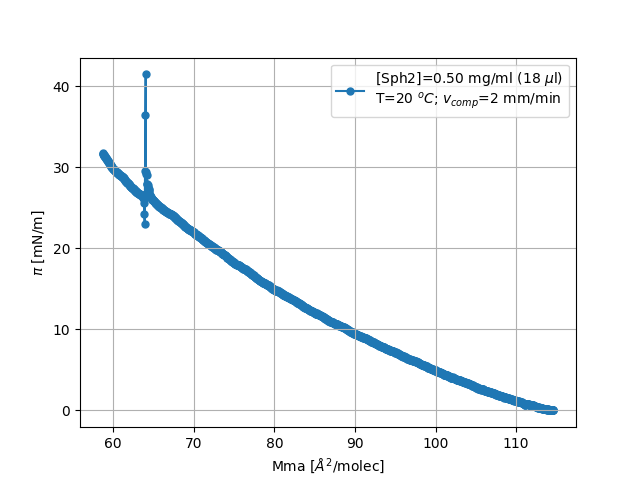 [Sph2]=0.50 mg/ml (18 μl)
T=20 °C; v_comp=2 mm/min
40
30
20
10
0
π [mN/m]
60 70 80 90 100 110
Mma [Å²/molec]